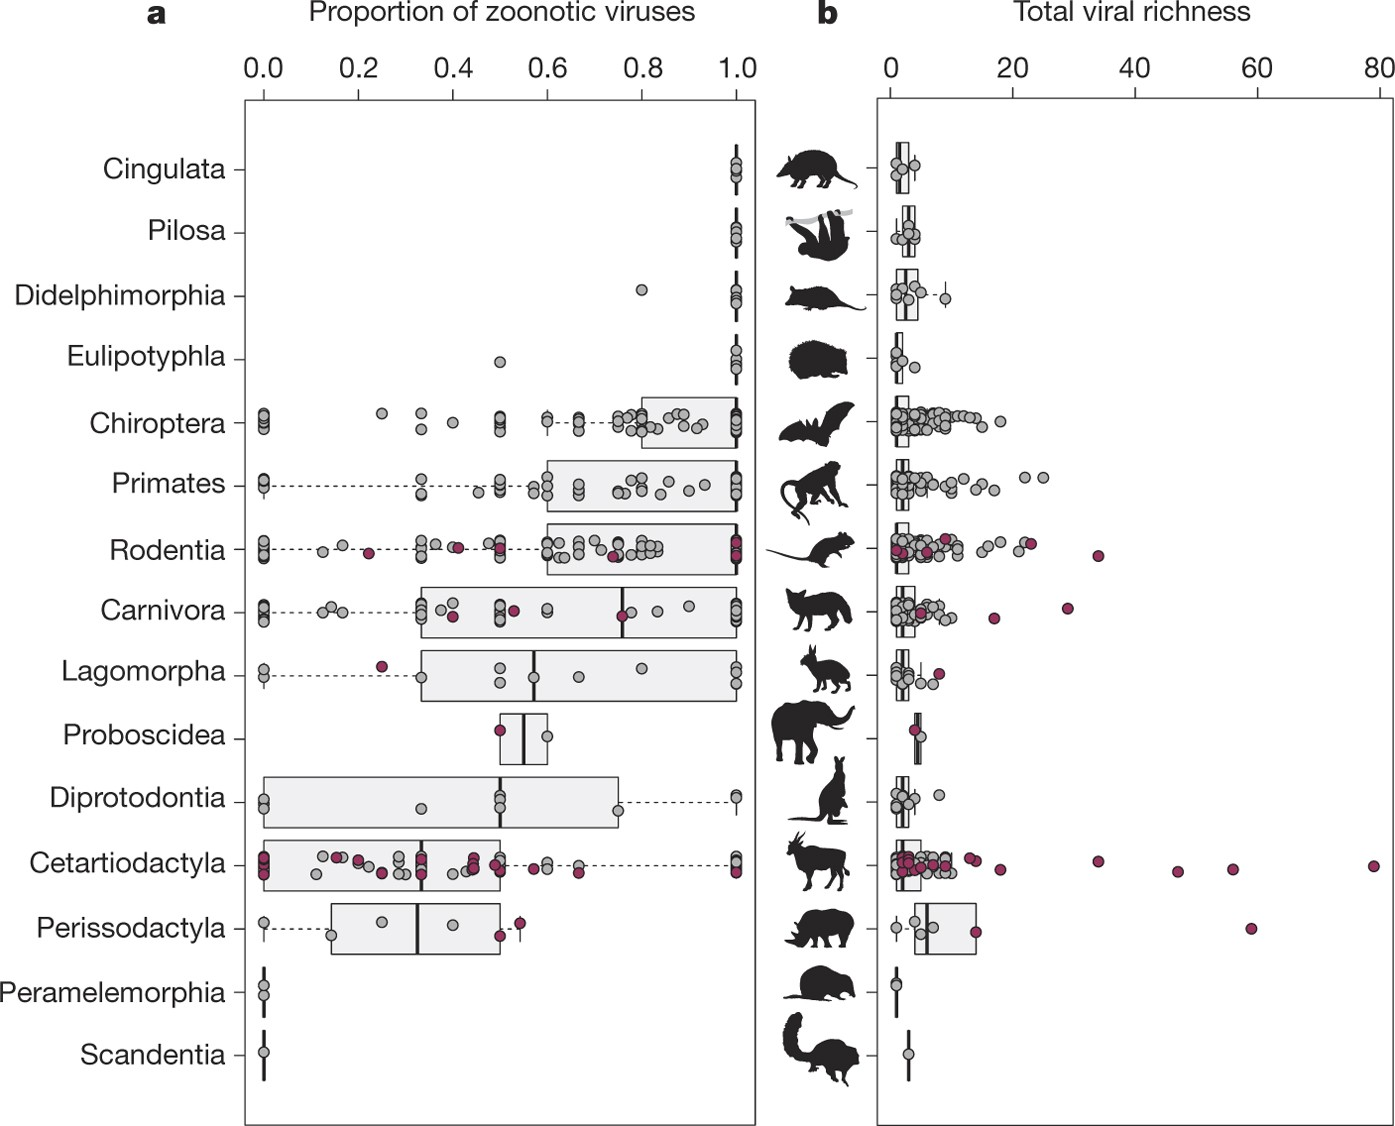 a Proportion of zoonotic viruses b Total viral richness
0.0 0.2 0.4 0.6 0.8 1.0 0 20 40 60 80
Cingulata
Pilosa
Didelphimorphia
Eulipotyphla
Chiroptera
Primates
Rodentia
Carnivora
Lagomorpha
Proboscidea
Diprotodontia
Cetartiodactyla
Perissodactyla
Peramelemorphia
Scandentia